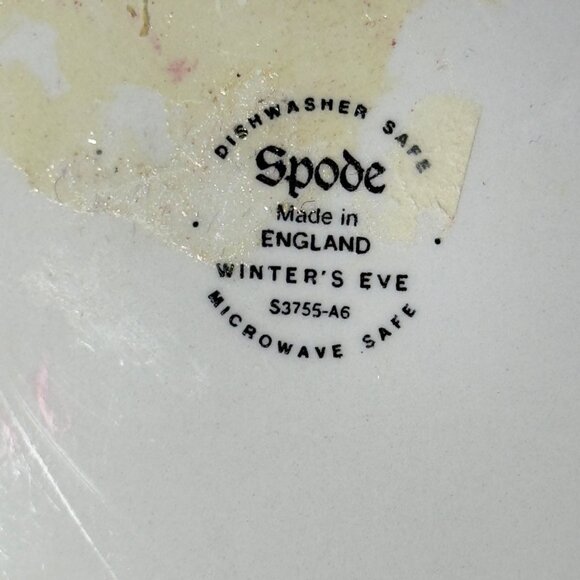 DISHWASHER SAFE
Spode
Made in
ENGLAND
WINTER'S EVE
S3755-A6
MICROWAVE SAFE